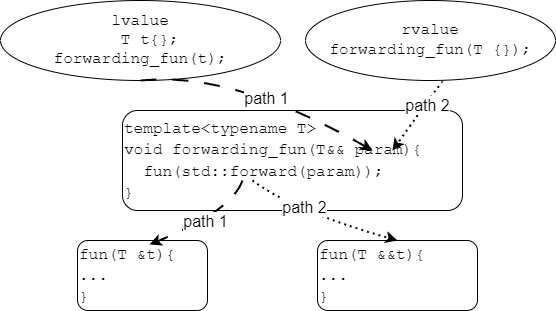 lvalue
T t{};
forwarding_fun(t);
rvalue
forwarding_fun(T {});
path 1
path 2
template<typename T>
void forwarding_fun(T&& param){
fun(std::forward(param));
}
path 1
path 2
fun(T &t){
...
}
fun(T &&t){
...
}